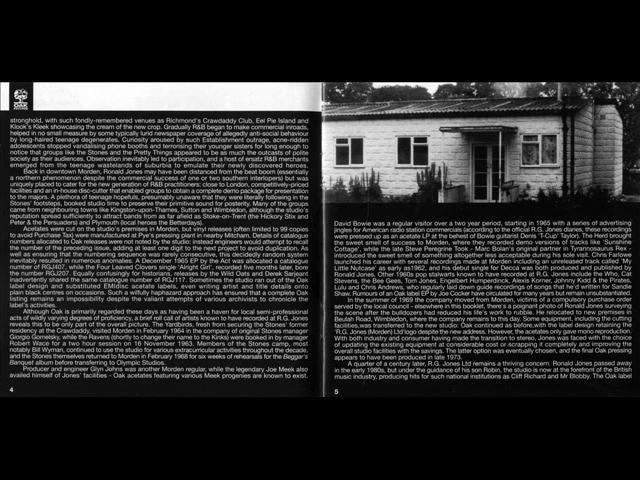 stronghold, with such fondly-remembered venues as Richmond's Crawdaddy Club, Eel Pie Island and
Klook's Kleek showcasing the cream of the new crop. Gradually R&B began to make commercial inroads,
helped in no small measure by some typically lurid newspaper coverage of allegedly anti-social behaviour
by long-haired teenage degenerates. Curiosity aroused by such Establishment outrage, acne-ridden
adolescents stopped vandalising phone booths and terrorising their younger sisters for long enough to
notice that groups like the Stones and the Pretty Things appeared to be as much the outcasts of polite
society as their audiences. Observation inevitably led to participation, and a host of ersatz R&B merchants
emerged from the teenage wastelands of suburbia to emulate their newly discovered heroes.
Back in downtown Morden, Ronald Jones may have been distanced from the beat boom (essentially
a northern phenomenon despite the commercial success of one or two southern interlopers) but was
uniquely placed to cater for the new generation of R&B practitioners: close to London, competitively-priced
facilities and an in-house disc-cutter that enabled groups to obtain a complete demo package for presentation
to the majors. A plethora of teenage hopefuls, presumably unaware that they were literally following in the
Stones' footsteps, booked studio time to preserve their primitive sound for posterity. Many of the groups
came from neighbouring towns like Kingston-upon-Thames, Sutton and Wimbledon, although the studio's
reputation spread sufficiently to attract bands from as far afield as Stoke-on-Trent (the Hickory Stix and
Peter & the Persuaders) and Plymouth (local heroes the Betterdays).
Acetates were cut on the studio's premises in Morden, but vinyl releases (often limited to 99 copies
to avoid Purchase Tax) were manufactured at Pye's pressing plant in nearby Mitcham. Details of catalogue
numbers allocated to Oak releases were not noted by the studio: instead engineers would attempt to recall
the number of the preceding issue, adding at least one digit to the next project to avoid duplication. As
well as ensuring that the numbering sequence was rarely consecutive, this decidedly random system
inevitably resulted in numerous anomalies. A December 1965 EP by the Act was allocated a catalogue
number of RGJ407, while the Four Leaved Clovers single 'Alright Girl', recorded five months later, bore
the number RGJ207. Equally confusingly for historians, releases by the Wild Oats and Derek Sarjeant
inadvertently shared the same catalogue number of RGJ117. Sometimes the studio ran out of the Oak
label design and substituted EMIdisc acetate labels, even writing artist and title details onto
plain black centres on occasions. Such a wilfully haphazard approach has ensured that a complete Oak
listing remains an impossibility despite the valiant attempts of various archivists to chronicle the
label's activities.
Although Oak is primarily regarded these days as having been a haven for local semi-professional
acts of wildly varying degrees of proficiency, a brief roll call of artists known to have recorded at R.G. Jones
reveals this to be only part of the overall picture. The Yardbirds, fresh from securing the Stones' former
residency at the Crawdaddy, visited Morden in February 1964 in the company of original Stones manager
Giorgio Gomelsky, while the Ravens (shortly to change their name to the Kinks) were booked in by manager
Robert Wace for a two hour session on 16 November 1963. Members of the Stones camp, most
notably Bill Wyman, continued to use the studio for various extracurricular activities throughout the decade,
and the Stones themselves returned to Morden in February 1968 for six weeks of rehearsals for the Beggar's
Banquet album before transferring to Olympic Studios.
Producer and engineer Glyn Johns was another Morden regular, while the legendary Joe Meek also
availed himself of Jones' facilities - Oak acetates featuring various Meek progenies are known to exist.
4
David Bowie was a regular visitor over a two year period, starting in 1965 with a series of advertising
jingles for American radio station commercials (according to the official R.G. Jones diaries, these recordings
were pressed up as an acetate LP at the behest of Bowie guitarist Denis 'T-Cup' Taylor). The Herd brought
the sweet smell of success to Morden, where they recorded demo versions of tracks like 'Sunshine
Cottage', while the late Steve Peregrine Took - Marc Bolan's original partner in Tyrannosaurus Rex -
introduced the sweet smell of something altogether less acceptable during his solo visit. Chris Farlowe
launched his career with several recordings made at Morden including an unreleased track called 'My
Little Nutcase' as early as1962, and his debut single for Decca was both produced and published by
Ronald Jones. Other 1960s pop stalwarts known to have recorded at R.G. Jones include the Who, Cat
Stevens, the Bee Gees, Tom Jones, Engelbert Humperdinck, Alexis Korner, Johnny Kidd & the Pirates,
Lulu and Chris Andrews, who regularly laid down guide recordings of songs that he'd written for Sandie
Shaw. Rumours of an Oak label EP by Joe Cocker have circulated for many years but remain unsubstantiated.
In the summer of 1969 the company moved from Morden, victims of a compulsory purchase order
served by the local council - elsewhere in this booklet, there's a poignant photo of Ronald Jones surveying
the scene after the bulldozers had reduced his life's work to rubble. He relocated to new premises in
Beulah Road, Wimbledon, where the company remains to this day. Some equipment, including the cutting
facilities,was transferred to the new studio: Oak continued as before,with the label design retaining the
'R.G. Jones (Morden) Ltd'logo despite the new address. However, the acetates only gave mono reproduction.
With both industry and consumer having made the transition to stereo, Jones was faced with the choice
of updating the existing equipment at considerable cost or scrapping it completely and improving the
overall studio facilities with the savings. The latter option was eventually chosen, and the final Oak pressing
appears to have been produced in late 1973.
A quarter of a century later, R.G. Jones Ltd remains a thriving concern. Ronald Jones passed away
in the early 1980s, but under the guidance of his son Robin, the studio is now at the forefront of the British
music industry, producing hits for such national institutions as Cliff Richard and Mr Blobby. The Oak label
5